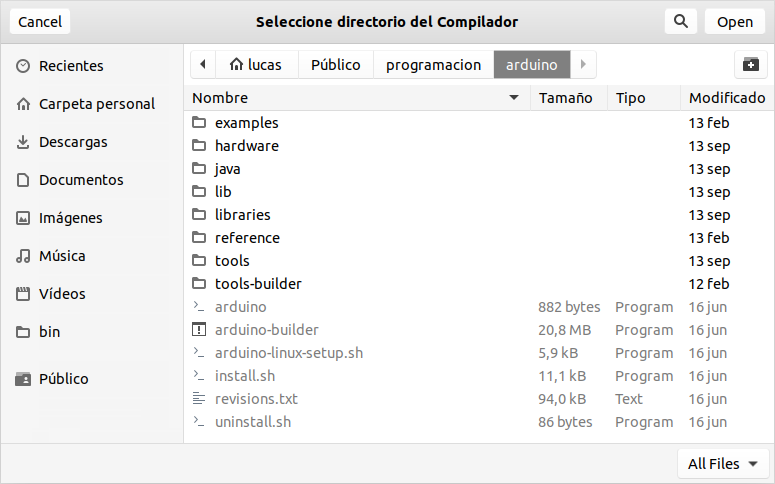 Cancel Seleccione directorio del Compilador Open
Recientes
Carpeta personal
Descargas
Documentos
Imágenes
Música
Vídeos
bin
Público
lucas Público programacion arduino
Nombre Tamaño Tipo Modificado
examples 13 feb
hardware 13 sep
java 13 sep
lib 13 sep
libraries 13 sep
reference 13 feb
tools 13 sep
tools-builder 12 feb
arduino 882 bytes Program 16 jun
arduino-builder 20,8 MB Program 16 jun
arduino-linux-setup.sh 5,9 kB Program 16 jun
install.sh 11,1 kB Program 16 jun
revisions.txt 94,0 kB Text 16 jun
uninstall.sh 86 bytes Program 16 jun
All Files